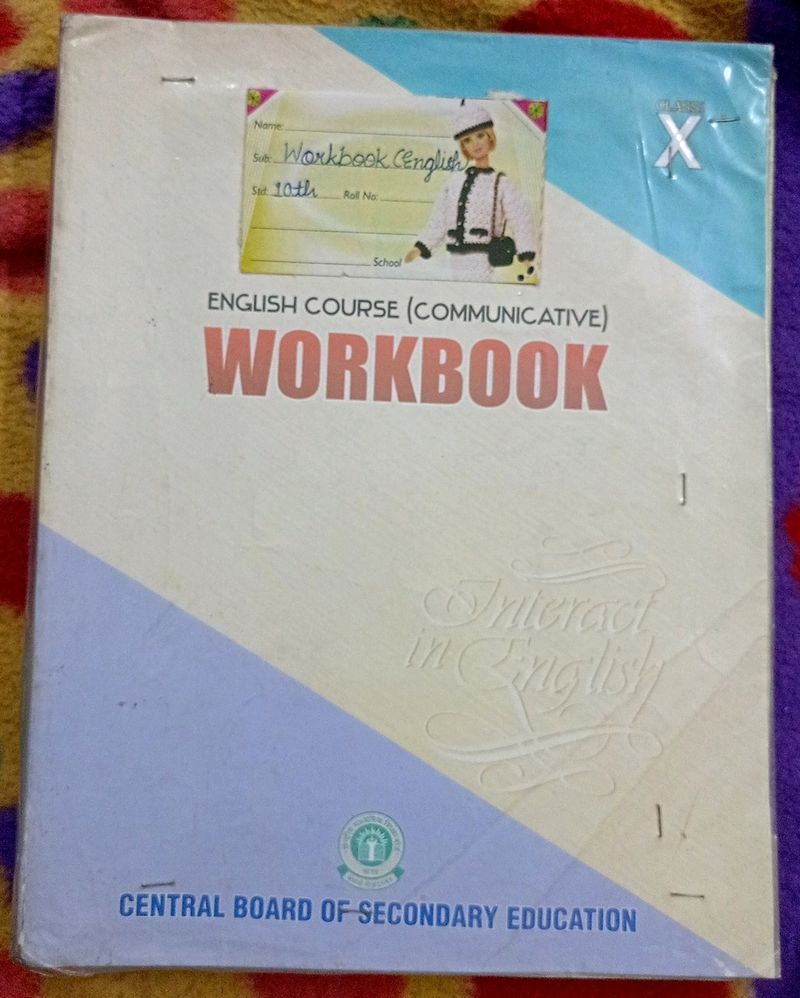 CLASS
X
Name:
Sub: Workbook (English
Std: 10th Roll No:
School
ENGLISH COURSE (COMMUNICATIVE)
WORKBOOK
Interact
in English
CENTRAL BOARD OF SECONDARY EDUCATION